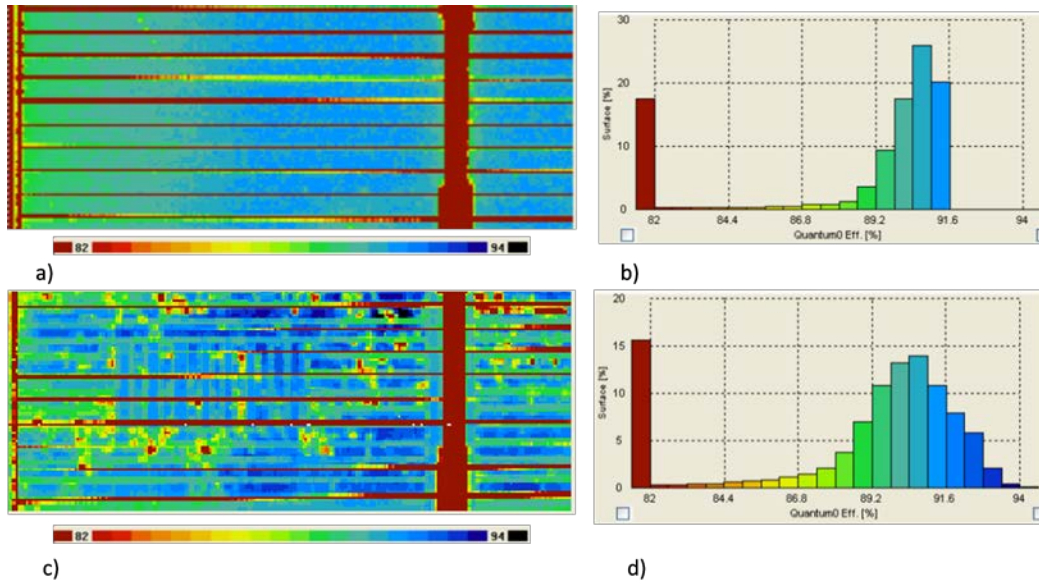 30
20
10
0
Surface [%]
82 84.4 86.8 89.2 91.6 94
Quantum0 Eff. [%]
82 94
a) b)
20
15
10
5
0
Surface [%]
82 84.4 86.8 89.2 91.6 94
Quantum0 Eff. [%]
82 94
c) d)